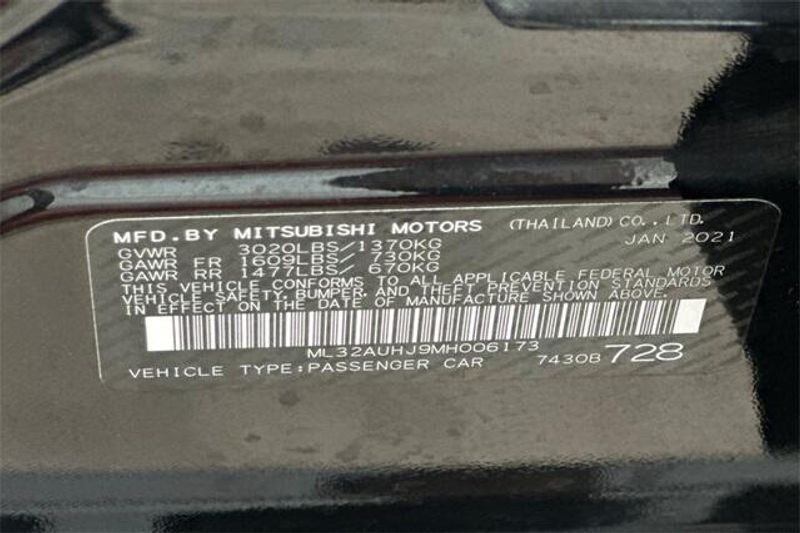 MFD.BY MITSUBISHI MOTORS (THAILAND) CO.,LTD.
JAN 2021
GVWR 3020LBS/1370KG
GAWR FR 1609LBS/ 730KG
GAWR RR 1477LBS/ 670KG
THIS VEHICLE CONFORMS TO ALL APPLICABLE FEDERAL MOTOR
VEHICLE SAFETY, BUMPER, AND THEFT PREVENTION STANDARDS
IN EFFECT ON THE DATE OF MANUFACTURE SHOWN ABOVE.
ML32AUHJ9MH006173
VEHICLE TYPE:PASSENGER CAR 74308 728